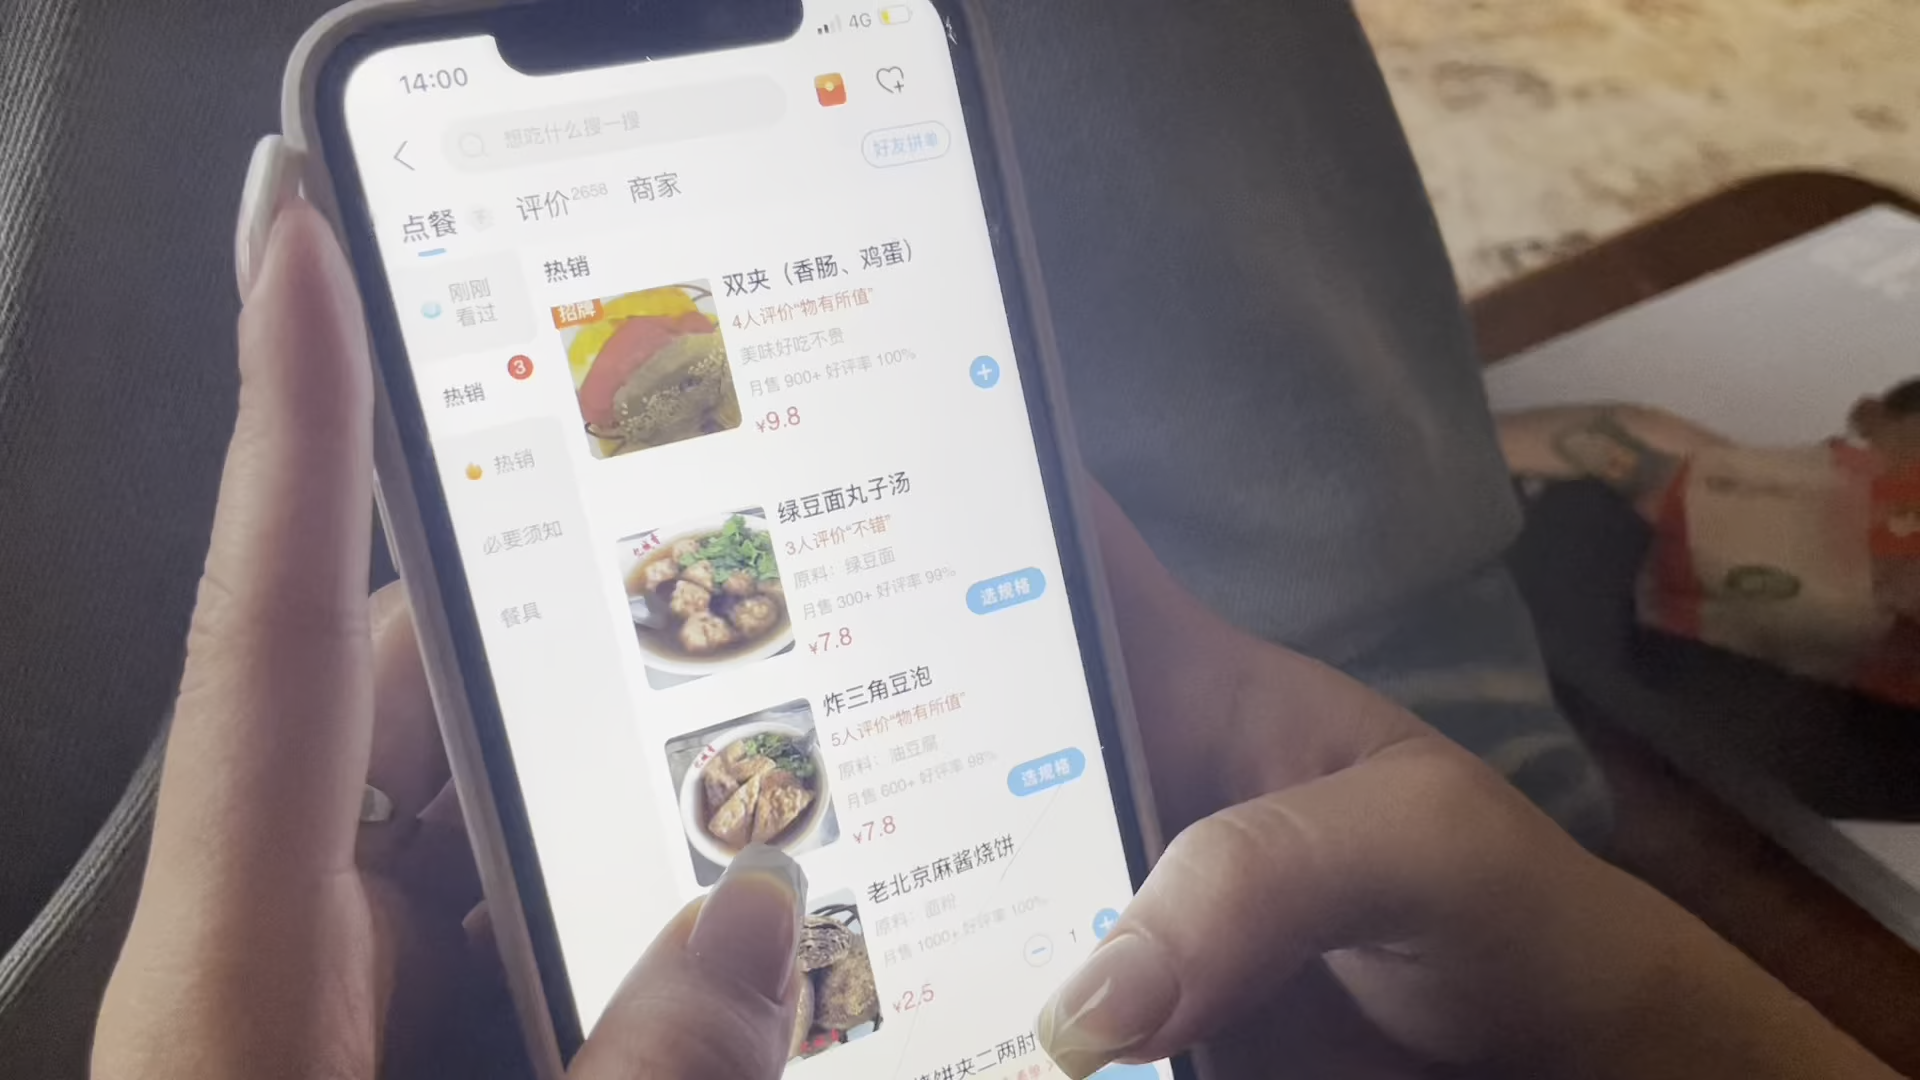 14:00
4G
想吃什么搜一搜
好友拼单
点餐
评价2658
商家
刚刚
看过
热销
3
热销
必要须知
餐具
热销
招牌
双夹（香肠、鸡蛋）
4人评价“物有所值”
美味好吃不贵
月售 900+ 好评率 100%
¥9.8
绿豆面丸子汤
3人评价“不错”
原料：绿豆面
月售 300+ 好评率 99%
选规格
¥7.8
炸三角豆泡
5人评价“物有所值”
原料：油豆腐
月售 600+ 好评率 98%
选规格
¥7.8
老北京麻酱烧饼
原料：面粉
月售 1000+ 好评率 100%
1
¥2.5
烧饼夹二两肘